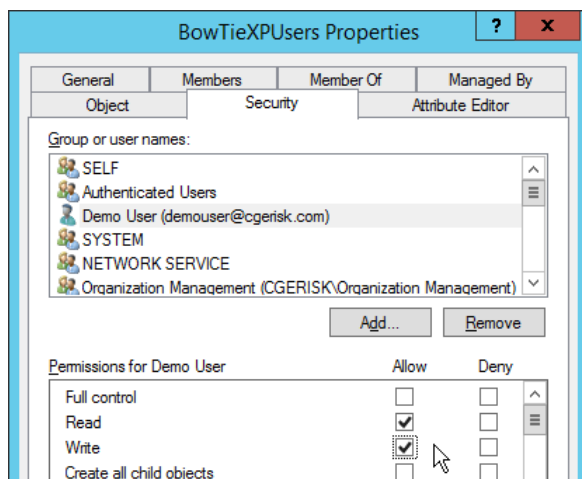 BowTieXPUsers Properties
?
x
General Members Member Of Managed By
Object Security Attribute Editor
Group or user names:
SELF
Authenticated Users
Demo User (demouser@cgerisk.com)
SYSTEM
NETWORK SERVICE
Organization Management (CGERISK\Organization Management)
Add... Remove
Permissions for Demo User Allow Deny
Full control
Read
Write
Create all child objects